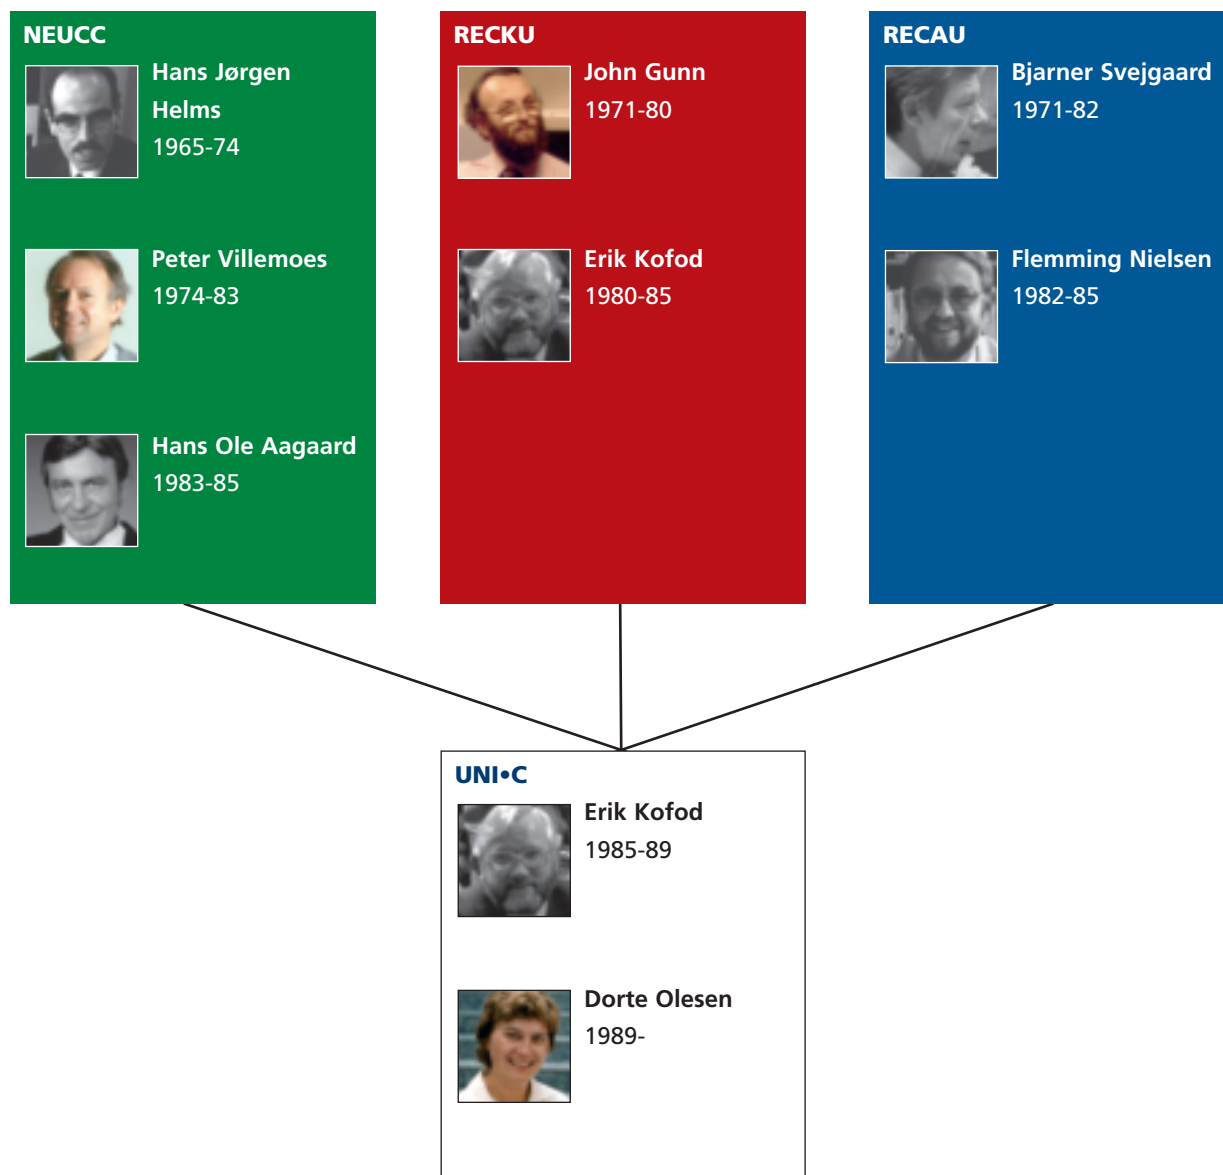 NEUCC
Hans Jørgen
Helms
1965-74
Peter Villemoes
1974-83
Hans Ole Aagaard
1983-85
RECKU
John Gunn
1971-80
Erik Kofod
1980-85
RECAU
Bjarner Svejgaard
1971-82
Flemming Nielsen
1982-85
UNI•C
Erik Kofod
1985-89
Dorte Olesen
1989-